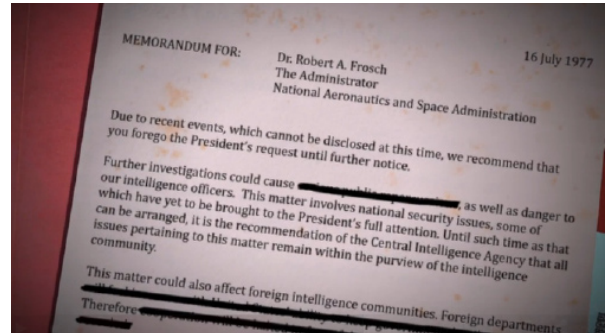 MEMORANDUM FOR:
Dr. Robert A. Frosch
16 July 1977
The Administrator
National Aeronautics and Space Administration
Due to recent events, which cannot be disclosed at this time, we recommend that
you forego the President's request until further notice.
Further investigations could cause , as well as danger to
our intelligence officers. This matter involves national security issues, some of
which have yet to be brought to the President's full attention. Until such time as that
can be arranged, it is the recommendation of the Central Intelligence Agency that all
issues pertaining to this matter remain within the purview of the intelligence
community.
This matter could also affect foreign intelligence communities. Foreign departments
Therefore